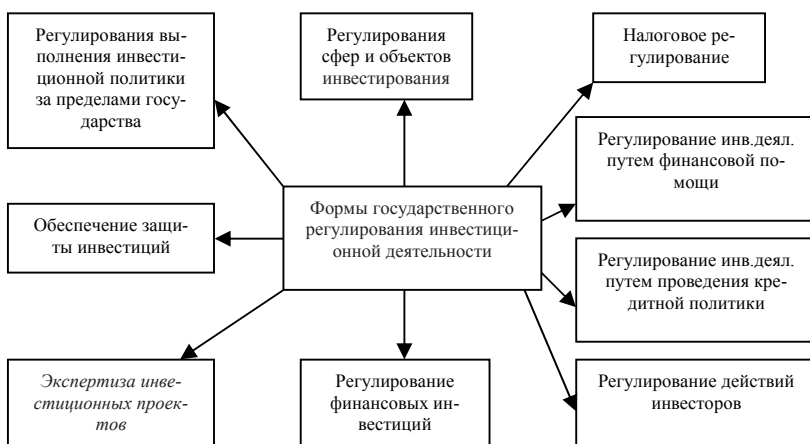 Регулирования вы-
полнения инвести-
ционной политики
за пределами госу-
дарства
Регулирования
сфер и объектов
инвестирования
Налоговое ре-
гулирование
Регулирование инв.деял.
путем финансовой по-
мощи
Обеспечение защи-
ты инвестиций
Формы государственного
регулирования инвестици-
онной деятельности
Регулирование инв.деял.
путем проведения кре-
дитной политики
Экспертиза инве-
стиционных проек-
тов
Регулирование
финансовых ин-
вестиций
Регулирование действий
инвесторов